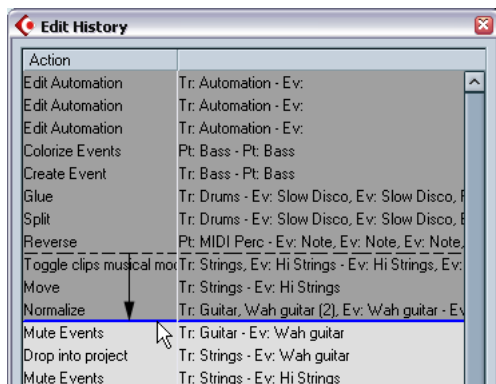 Edit History
Action
Edit Automation Tr: Automation - Ev:
Edit Automation Tr: Automation - Ev:
Edit Automation Tr: Automation - Ev:
Colorize Events Pt: Bass - Pt: Bass
Create Event Tr: Bass - Pt: Bass
Glue Tr: Drums - Ev: Slow Disco, Ev: Slow Disco,
Split Tr: Drums - Ev: Slow Disco, Ev: Slow Disco,
Reverse Pt: MIDI Perc - Ev: Note, Ev: Note, Ev: Note,
Toggle clips musical mo Tr: Strings, Ev: Hi Strings - Ev: Hi Strings, Ev:
Move Tr: Strings - Ev: Hi Strings
Normalize Tr: Guitar, Wah guitar (2), Ev: Wah guitar - Ev
Mute Events Tr: Guitar - Ev: Wah guitar
Drop into project Tr: Strings - Ev: Wah guitar
Mute Events Tr: Strings - Ev: Hi Strings